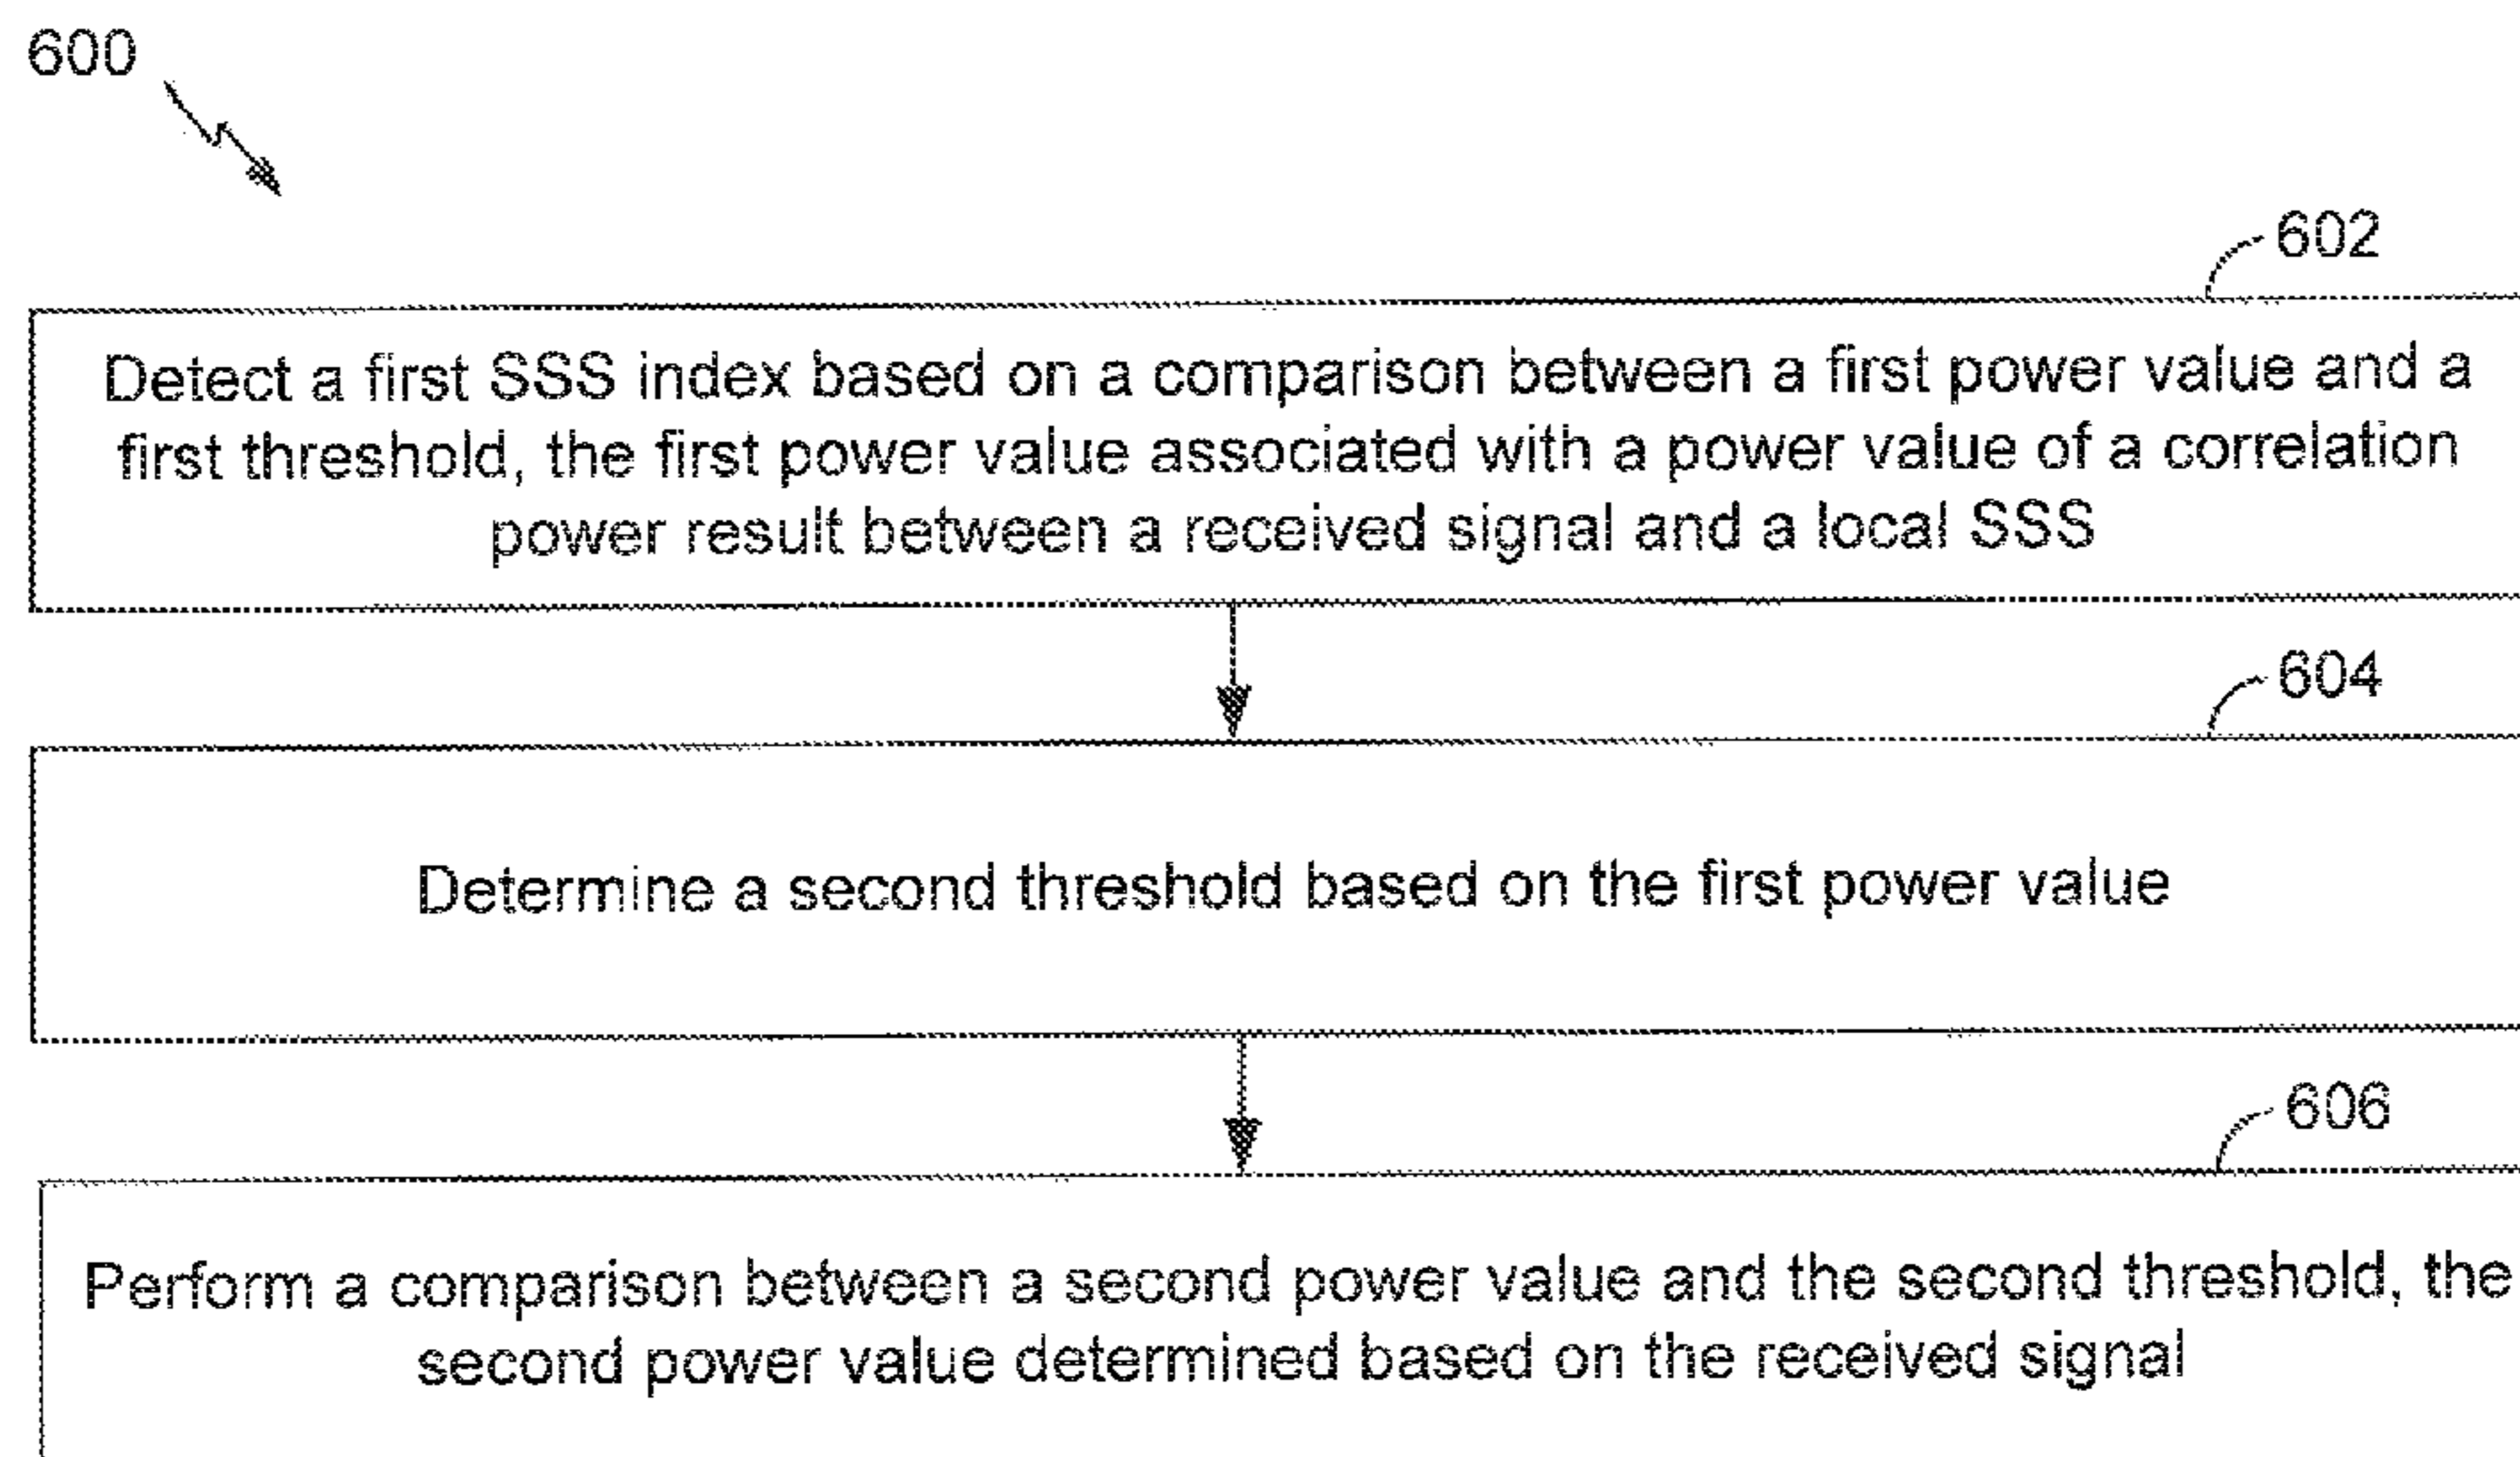 600
602
Detect a first SSS index based on a comparison between a first power value and a
first threshold, the first power value associated with a power value of a correlation
power result between a received signal and a local SSS
604
Determine a second threshold based on the first power value
606
Perform a comparison between a second power value and the second threshold, the
second power value determined based on the received signal